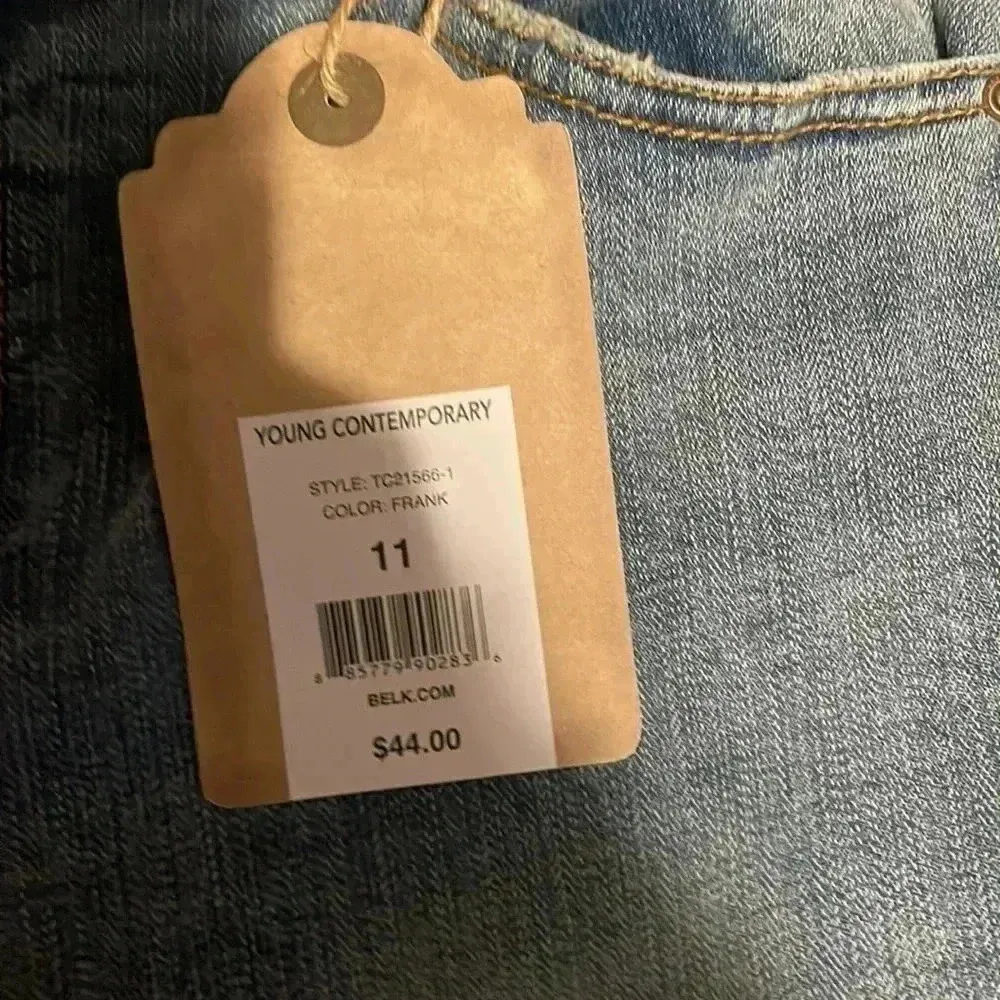 YOUNG CONTEMPORARY
STYLE: TC21566-1
COLOR: FRANK
11
8 85779 90283 6
BELK.COM
$44.00